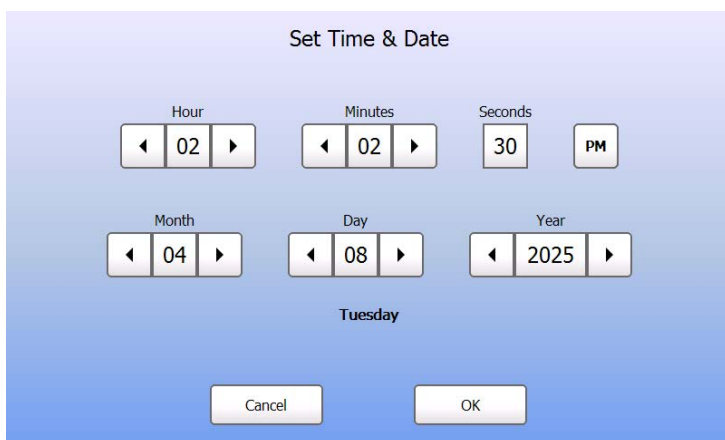 Set Time & Date
Hour Minutes Seconds
02 02 30 PM
Month Day Year
04 08 2025
Tuesday
Cancel OK